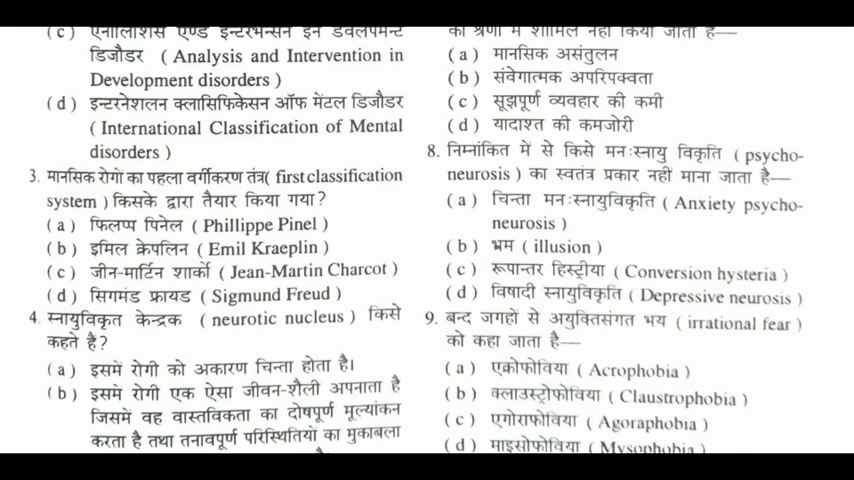 (c) एनालिसिस एण्ड इन्टरभेन्सन इन डेवलपमेन्ट
डिजौडर (Analysis and Intervention in
Development disorders)
(d) इन्टरनेशलन क्लासिफिकेसन ऑफ मेंटल डिजौडर
(International Classification of Mental
disorders)
3. मानसिक रोगों का पहला वर्गीकरण तंत्र( first classification
system) किसके द्वारा तैयार किया गया?
(a) फिलप्प पिनेल (Phillippe Pinel)
(b) इमिल क्रेपलिन (Emil Kraeplin)
(c) जीन-मार्टिन शार्को (Jean-Martin Charcot)
(d) सिगमंड फ्रायड (Sigmund Freud)
4. स्नायुविकृत केन्द्रक (neurotic nucleus) किसे
कहते हैं?
(a) इसमें रोगी को अकारण चिन्ता होता है।
(b) इसमे रोगी एक ऐसा जीवन-शैली अपनाता है
जिसमें वह वास्तविकता का दोषपूर्ण मूल्यांकन
करता है तथा तनावपूर्ण परिस्थितियों का मुकाबला
की श्रेणी में शामिल नहीं किया जाता है—
(a) मानसिक असंतुलन
(b) संवेगात्मक अपरिपक्वता
(c) सूझपूर्ण व्यवहार की कमी
(d) यादाश्त की कमजोरी
8. निम्नांकित में से किसे मनःस्नायु विकृति (psycho-
neurosis) का स्वतंत्र प्रकार नहीं माना जाता है—
(a) चिन्ता मनःस्नायुविकृति (Anxiety psycho-
neurosis)
(b) भ्रम (illusion)
(c) रूपान्तर हिस्ट्रीया (Conversion hysteria)
(d) विषादी स्नायुविकृति (Depressive neurosis)
9. बन्द जगहों से अयुक्तिसंगत भय (irrational fear)
को कहा जाता है—
(a) एक्रोफोविया (Acrophobia)
(b) क्लाउस्ट्रोफोविया (Claustrophobia)
(c) एगोराफोविया (Agoraphobia)
(d) माइसोफोविया (Mysophobia)